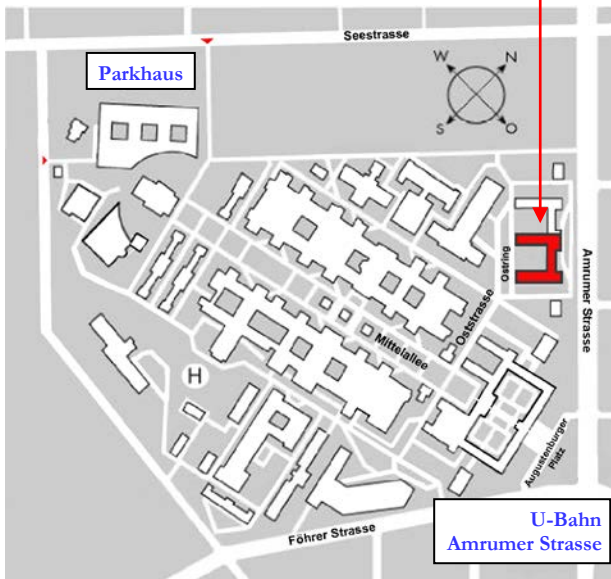 Seestrasse
Parkhaus
W
N
S
O
Ostring
Amrumer Strasse
Oststrasse
Mittelallee
H
Augustenburger
Platz
U-Bahn
Amrumer Strasse
Föhrer Strasse